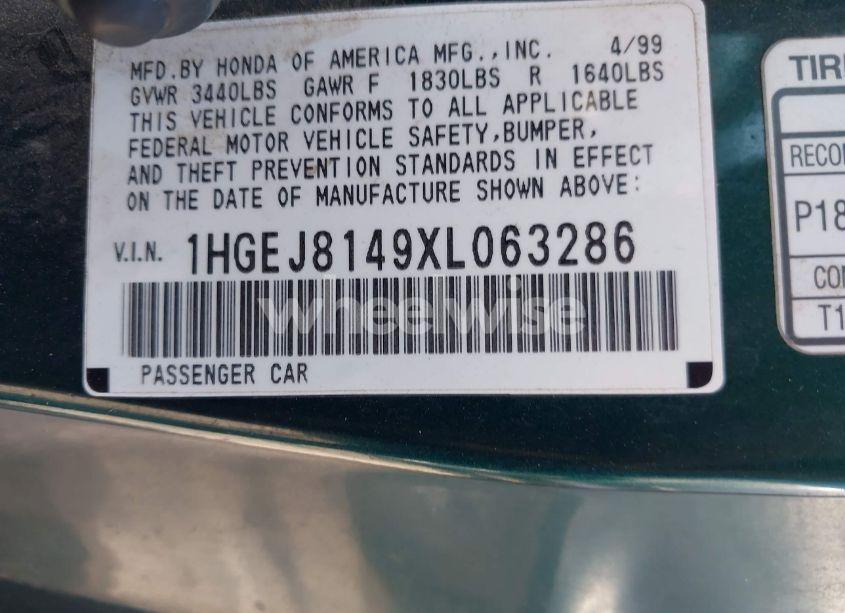 MFD.BY HONDA OF AMERICA MFG.,INC. 4/99
GVWR 3440LBS GAWR F 1830LBS R 1640LBS
THIS VEHICLE CONFORMS TO ALL APPLICABLE
FEDERAL MOTOR VEHICLE SAFETY,BUMPER,
AND THEFT PREVENTION STANDARDS IN EFFECT
ON THE DATE OF MANUFACTURE SHOWN ABOVE:
V.I.N. 1HGEJ8149XL063286
wheelwise
PASSENGER CAR
TIR
RECO
P18
CO
T1